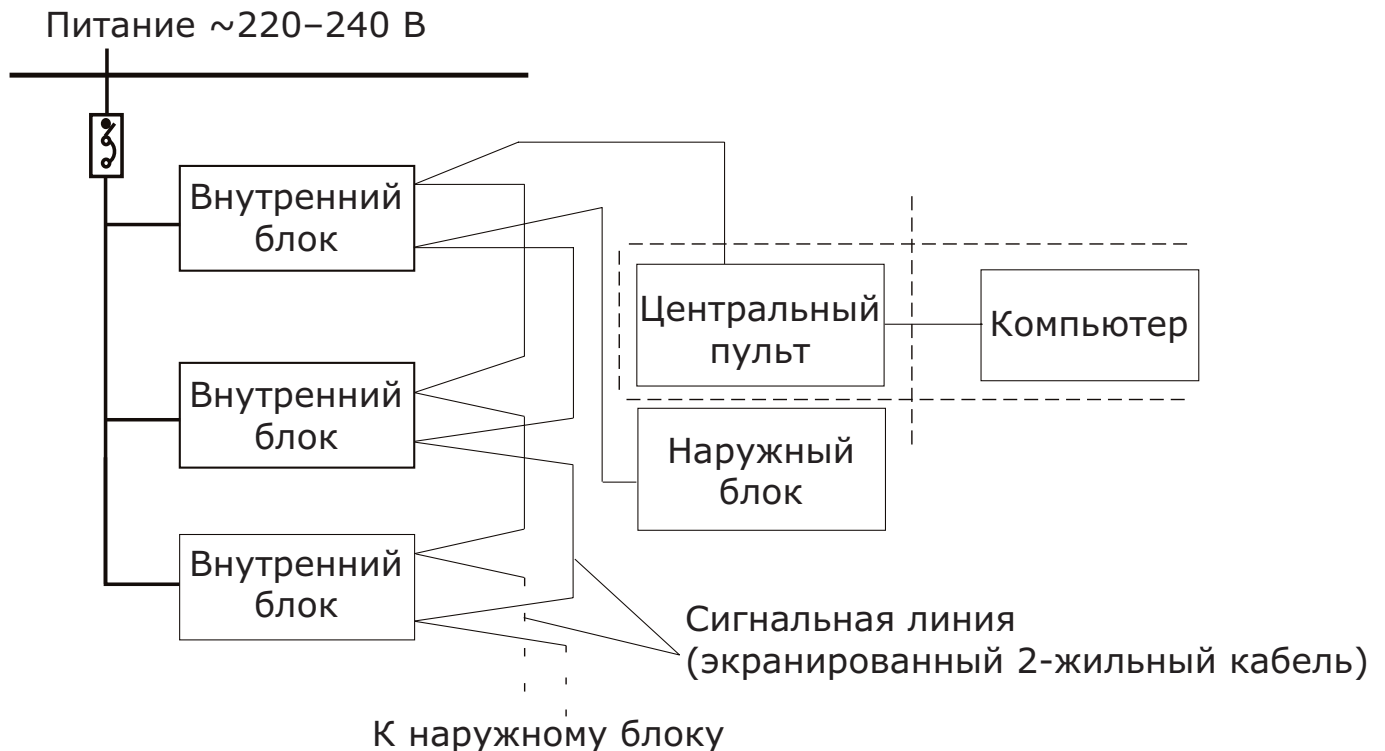 Питание ~220–240 В
Внутренний
блок
Центральный
пульт
Компьютер
Внутренний
блок
Наружный
блок
Внутренний
блок
Сигнальная линия
(экранированный 2-жильный кабель)
К наружному блоку